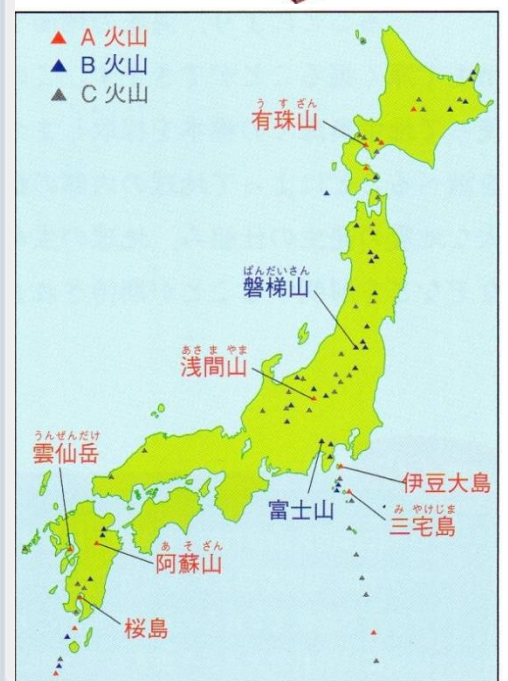 ▲ A 火山
▲ B 火山
▲ C 火山
うすざん
有珠山
ばんだいさん
磐梯山
あさまやま
浅間山
うんぜんだけ
雲仙岳
伊豆大島
富士山
みやけじま
三宅島
あそざん
阿蘇山
桜島